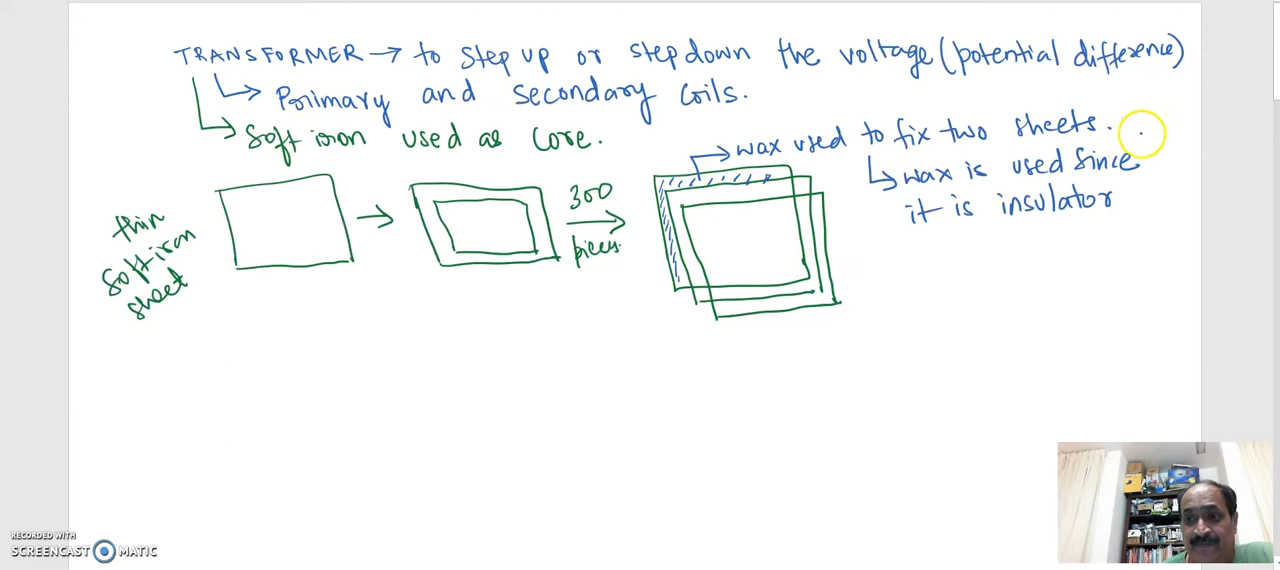 TRANSFORMER → to step up or step down the voltage (potential difference)
↳ Primary and secondary coils.
↳ Soft iron used as core.
wax used to fix two sheets.
↳ wax is used since
it is insulator
thin
soft iron
sheet
300
pieces.
RECORDED WITH
SCREENCAST MATIC